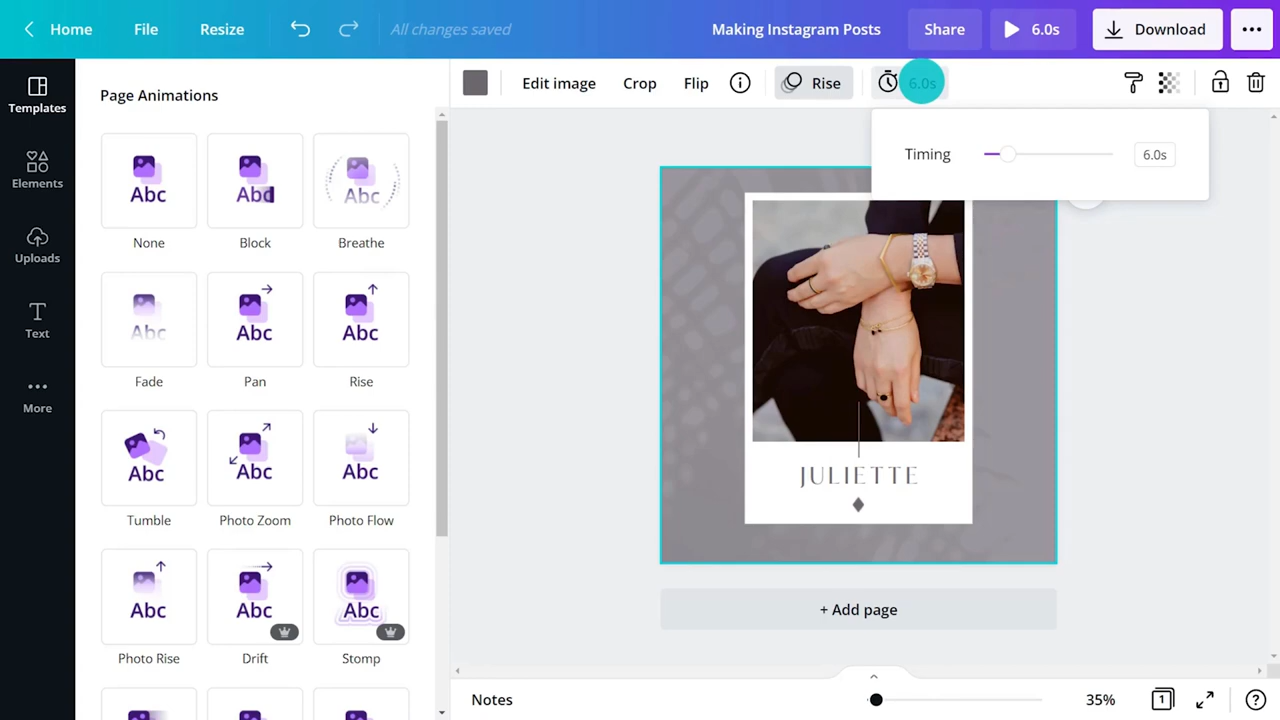 Home
File
Resize
All changes saved
Making Instagram Posts
Share
6.0s
Download
Templates
Elements
Uploads
Text
More
Page Animations
Abc
Abc
Abc
None
Block
Breathe
Abc
Abc
Abc
Fade
Pan
Rise
Abc
Abc
Abc
Tumble
Photo Zoom
Photo Flow
Abc
Abc
Abc
Photo Rise
Drift
Stomp
Edit image
Crop
Flip
Rise
6.0s
Timing
6.0s
JULIETTE
+ Add page
Notes
35%
1